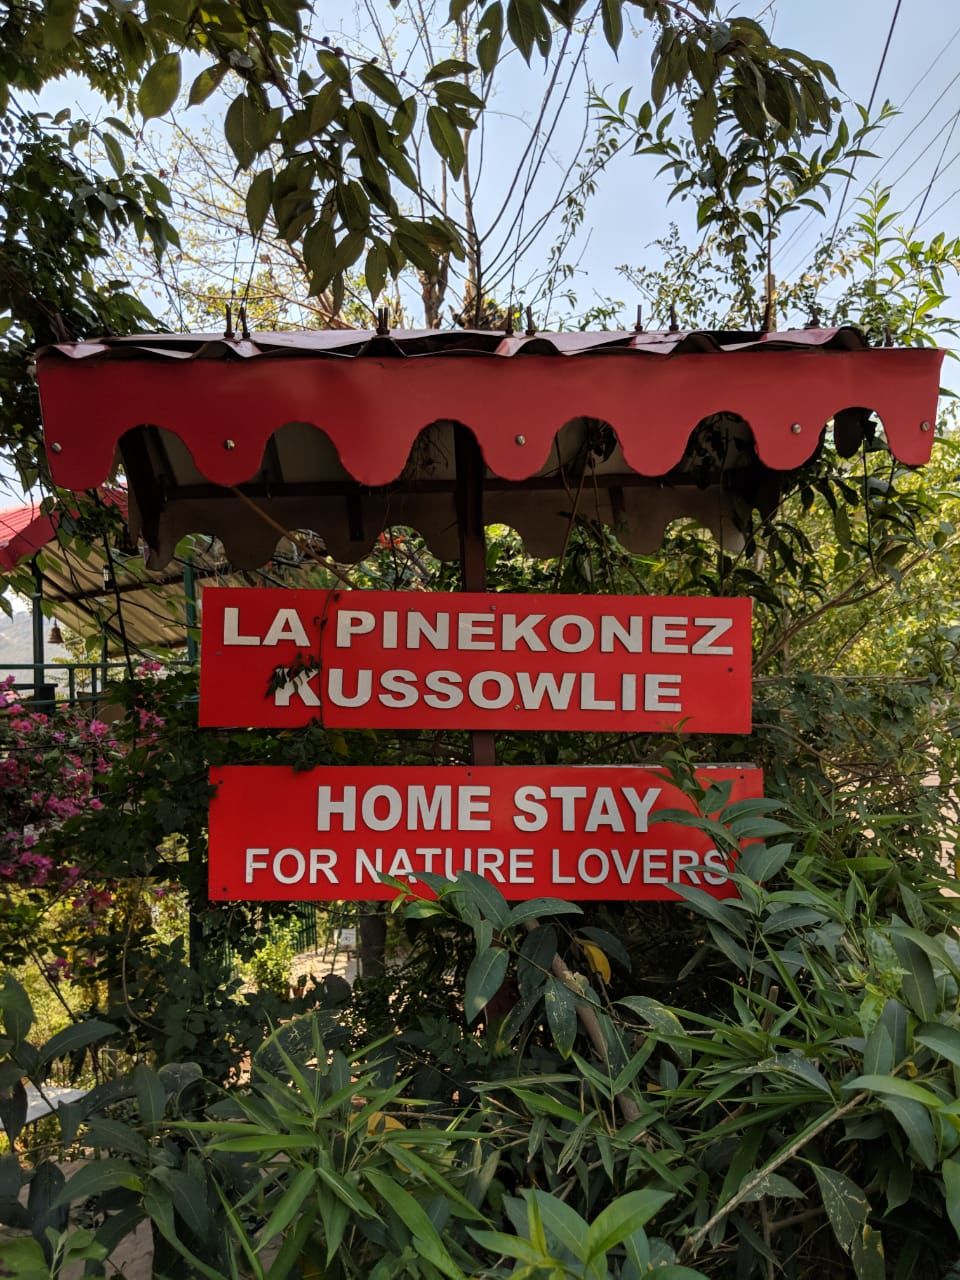 LA PINEKONEZ
KUSSOWLIE
HOME STAY
FOR NATURE LOVERS